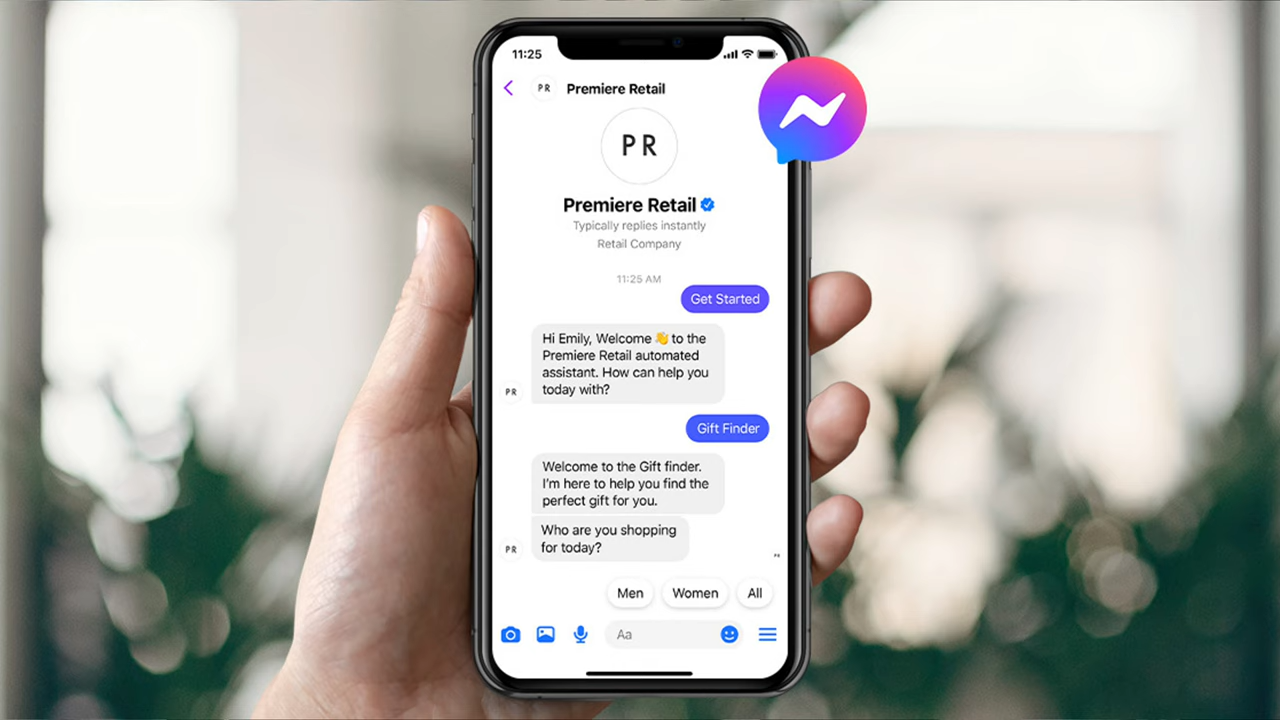 11:25
PR Premiere Retail
PR
Premiere Retail
Typically replies instantly
Retail Company
11:25 AM
Get Started
Hi Emily, Welcome 👋 to the
Premiere Retail automated
assistant. How can help you
today with?
PR
Gift Finder
Welcome to the Gift finder.
I'm here to help you find the
perfect gift for you.
Who are you shopping
for today?
PR
Men Women All
Aa